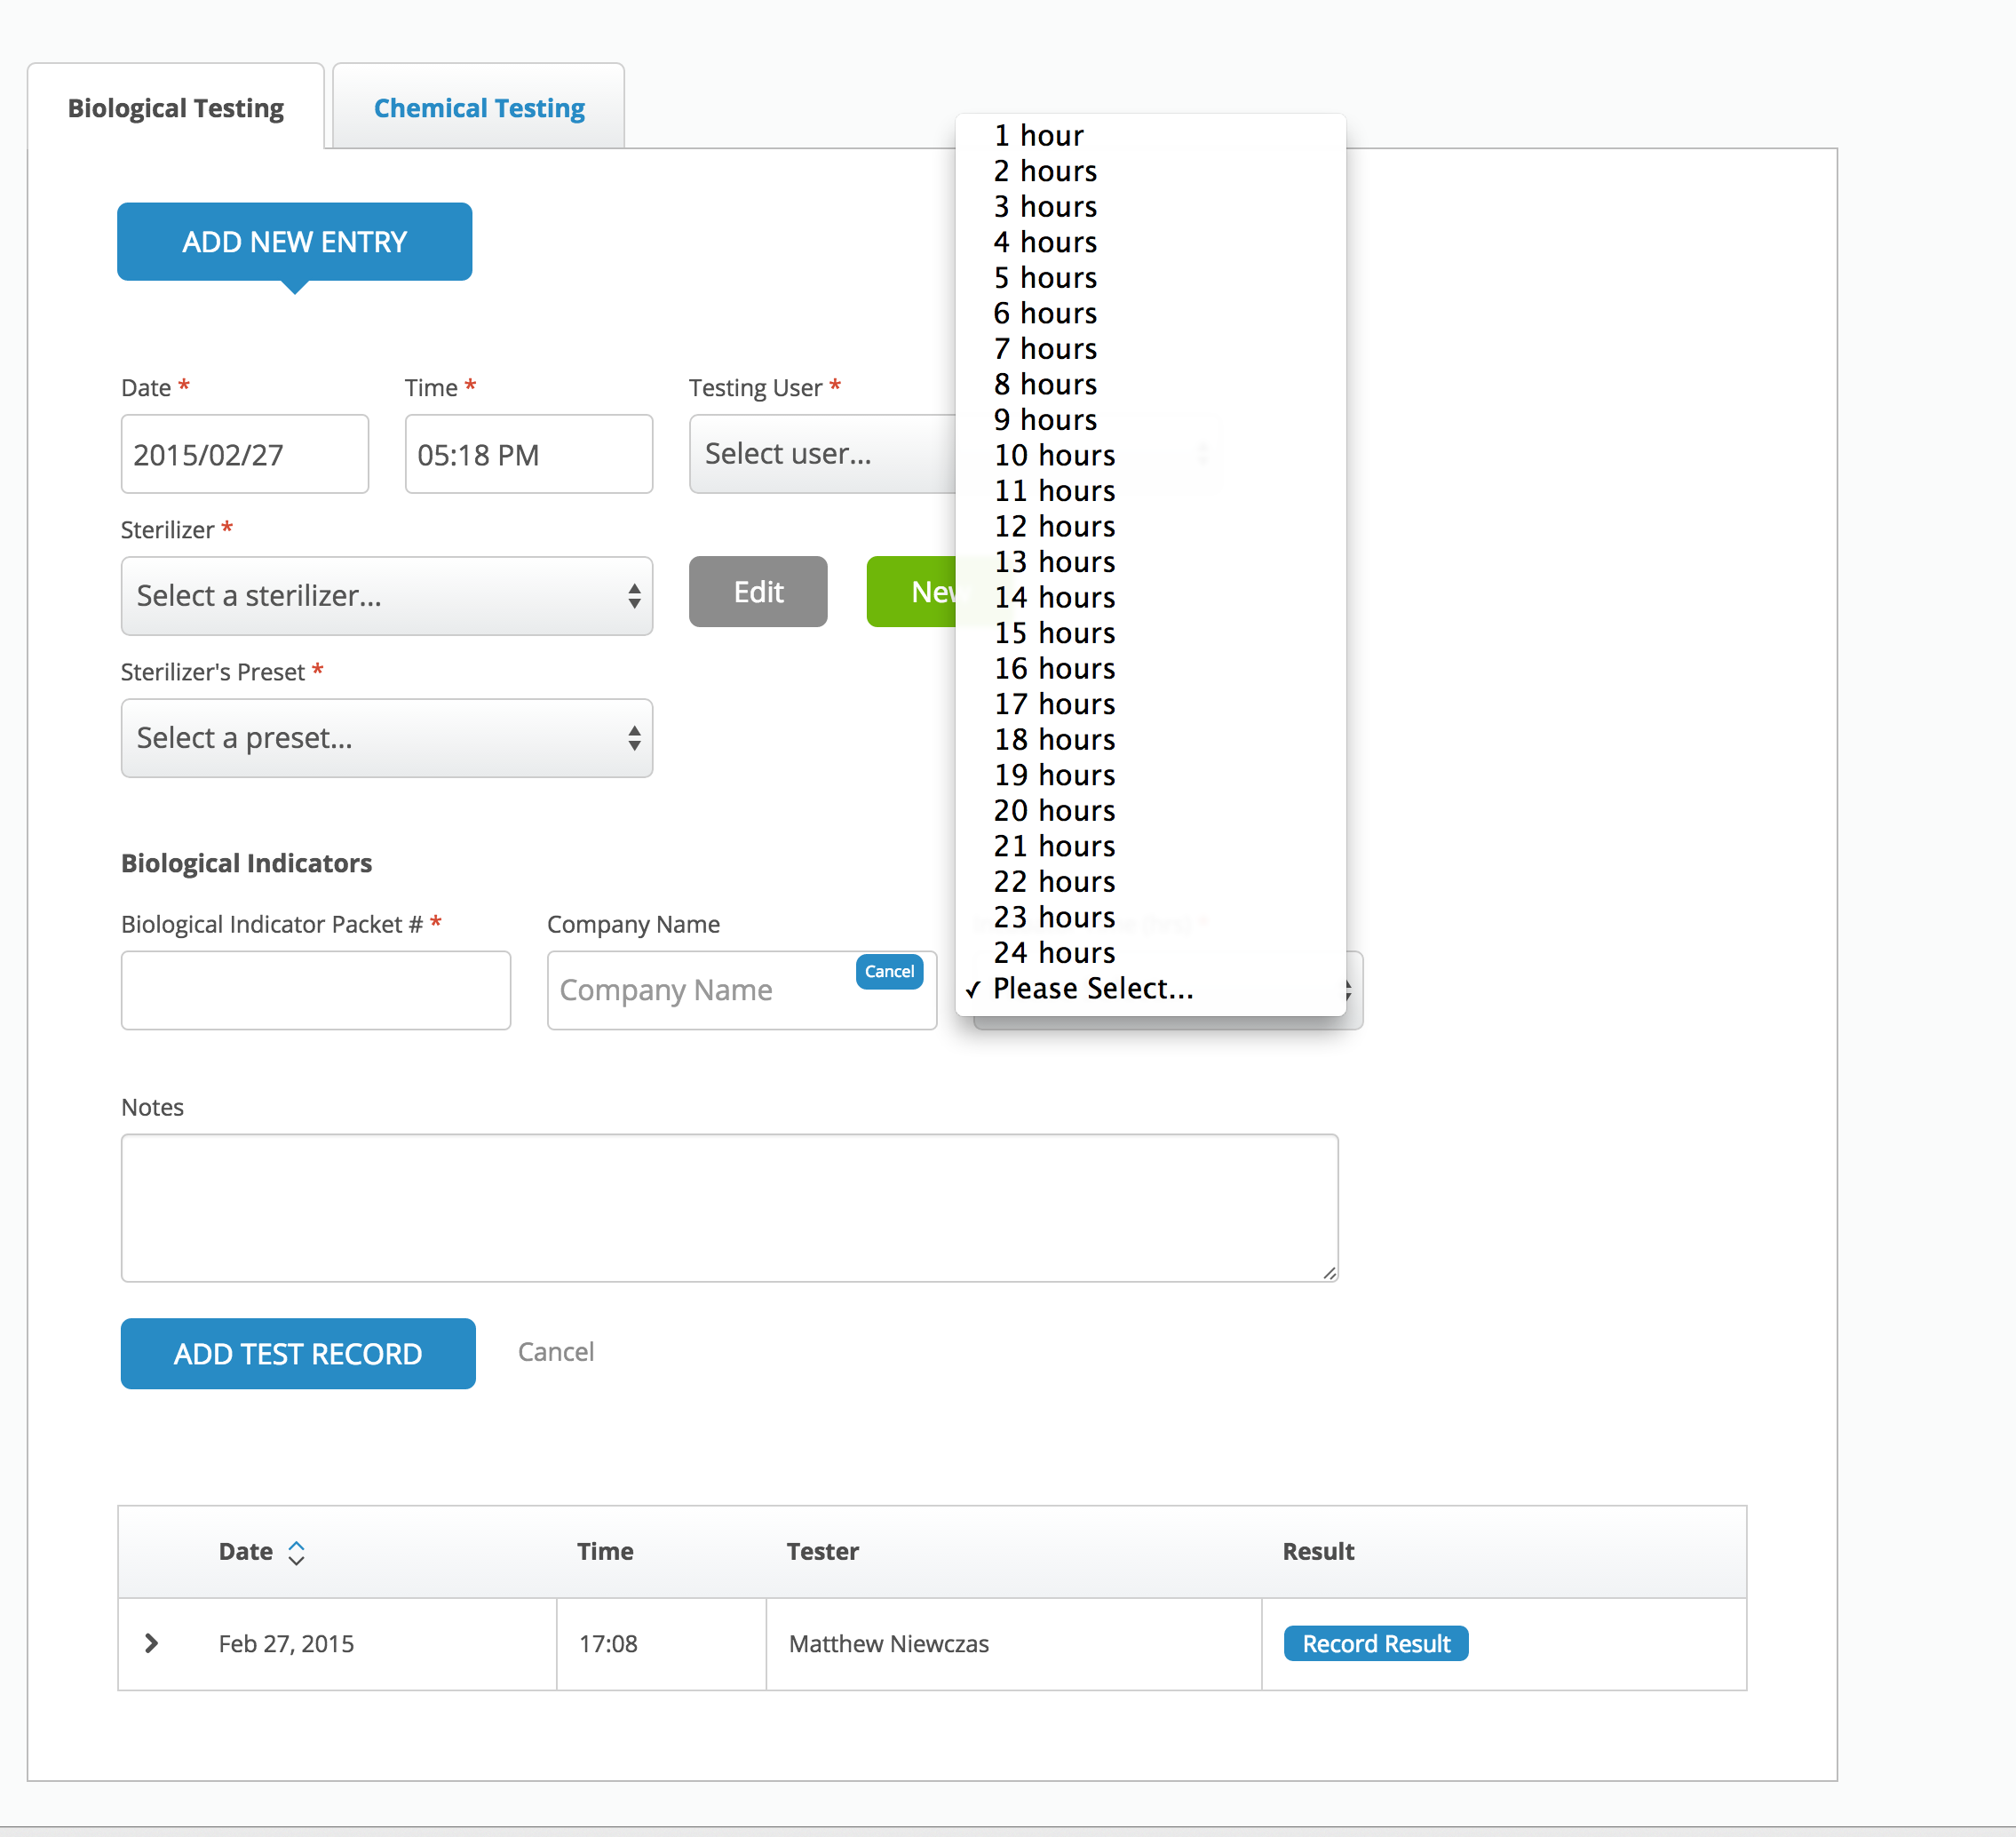 Biological Testing
Chemical Testing
ADD NEW ENTRY
Date *
Time *
Testing User *
2015/02/27
05:18 PM
Select user...
Sterilizer *
Select a sterilizer...
Edit
New
Sterilizer's Preset *
Select a preset...
1 hour
2 hours
3 hours
4 hours
5 hours
6 hours
7 hours
8 hours
9 hours
10 hours
11 hours
12 hours
13 hours
14 hours
15 hours
16 hours
17 hours
18 hours
19 hours
20 hours
21 hours
22 hours
23 hours
24 hours
✓ Please Select...
Biological Indicators
Biological Indicator Packet # *
Company Name
Company Name
Cancel
Notes
ADD TEST RECORD
Cancel
Date
Time
Tester
Result
Feb 27, 2015
17:08
Matthew Niewczas
Record Result